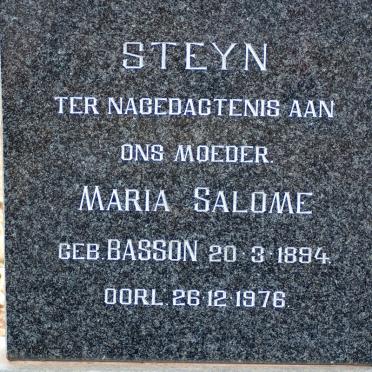 STEYN
TER NAGEDAGTENIS AAN
ONS MOEDER.
MARIA SALOME
GEB. BASSON 20·3·1894.
OORL. 26·12·1976.